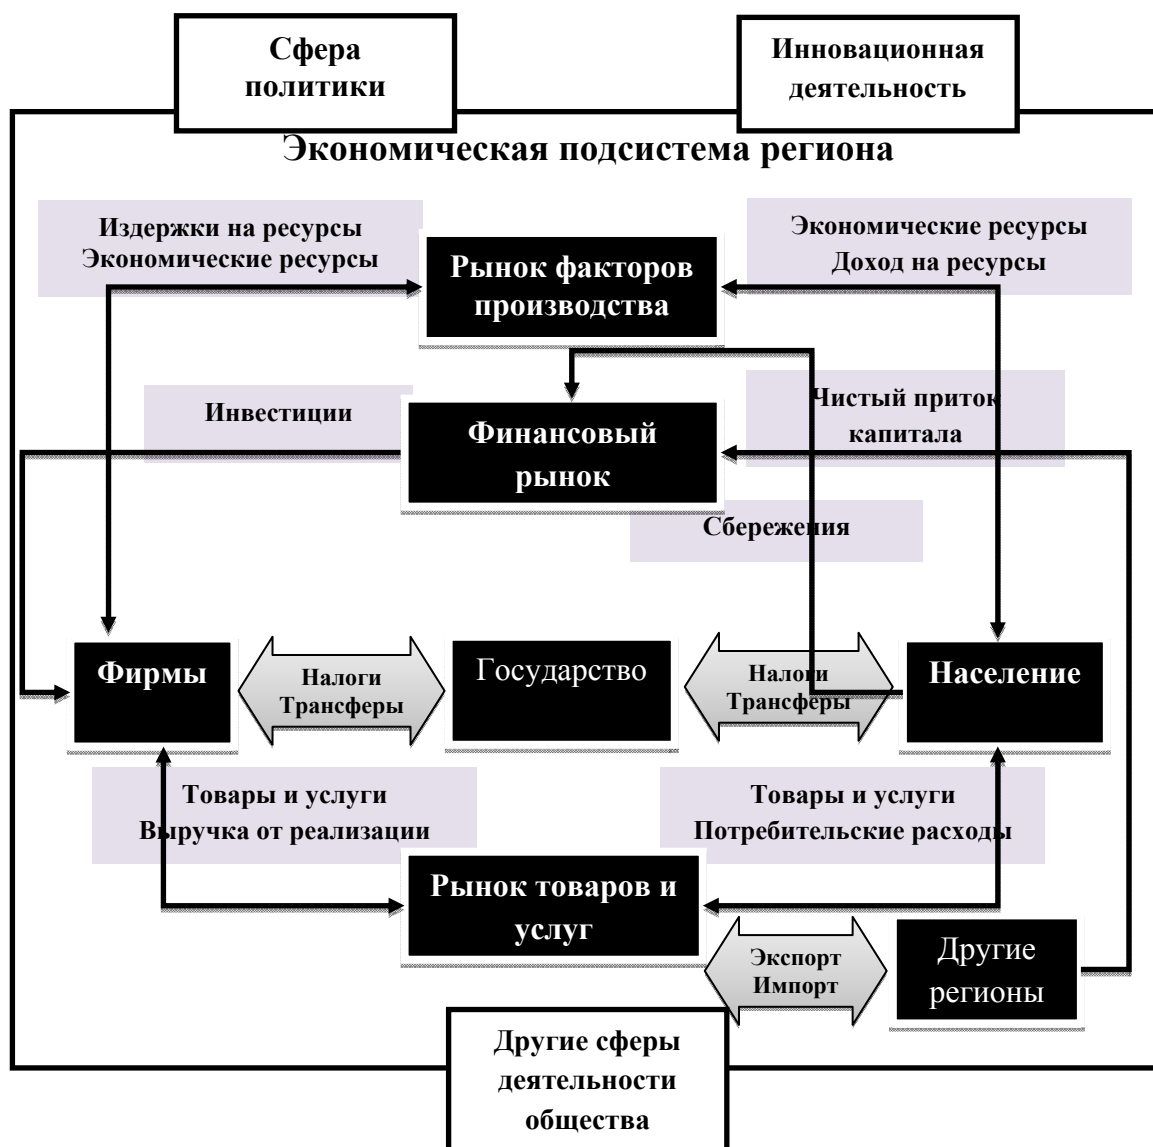 Сфера
политики
Инновационная
деятельность
Экономическая подсистема региона
Издержки на ресурсы
Экономические ресурсы
Экономические ресурсы
Доход на ресурсы
Рынок факторов
производства
Инвестиции
Чистый приток
капитала
Финансовый
рынок
Сбережения
Фирмы
Налоги
Трансферы
Государство
Налоги
Трансферы
Население
Товары и услуги
Выручка от реализации
Товары и услуги
Потребительские расходы
Рынок товаров и
услуг
Экспорт
Импорт
Другие
регионы
Другие сферы
деятельности
общества